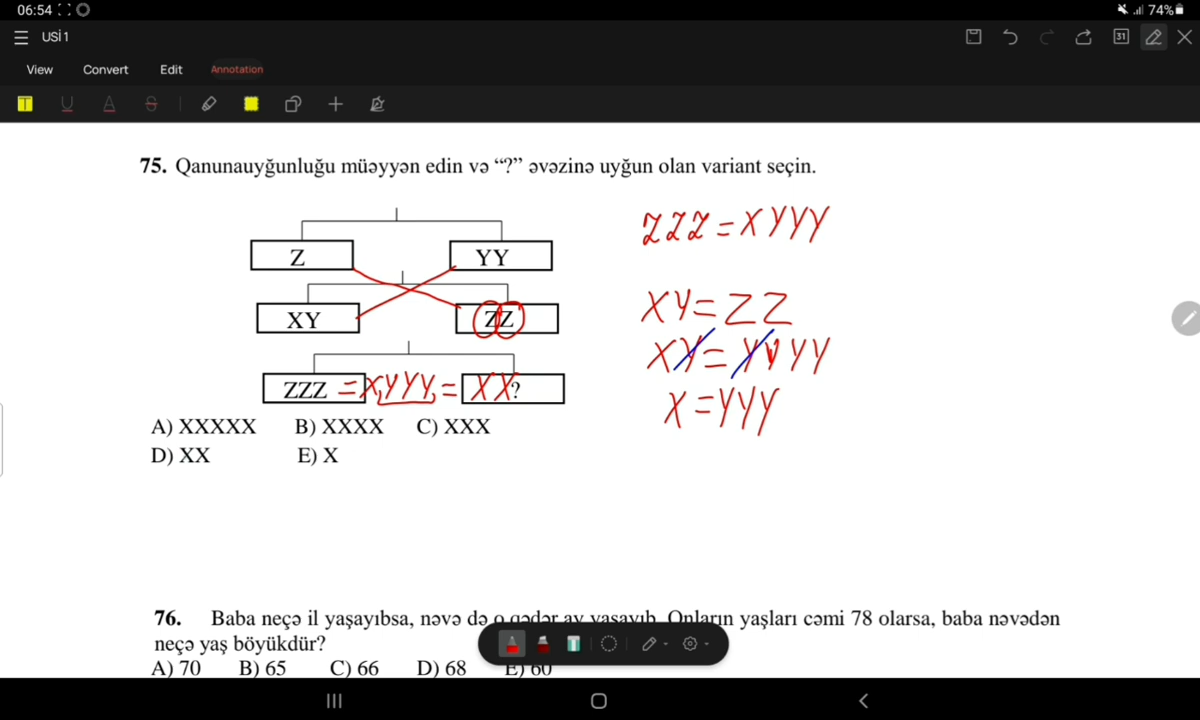 06:54 74%
USİ 1 31
View Convert Edit Annotation
T U A S
75. Qanunauyğunluğu müəyyən edin və “?” əvəzinə uyğun olan variant seçin.
ZZZ = XYYY
Z YY
XY = ZZ
XY ZZ
XY = YYYY
ZZZ = XYYY = XX?
X = YYY
A) XXXXX B) XXXX C) XXX
D) XX E) X
76. Baba neçə il yaşayıbsa, nəvə də o qədər ay yaşayıb. Onların yaşları cəmi 78 olarsa, baba nəvədən
neçə yaş böyükdür?
A) 70 B) 65 C) 66 D) 68 E) 60